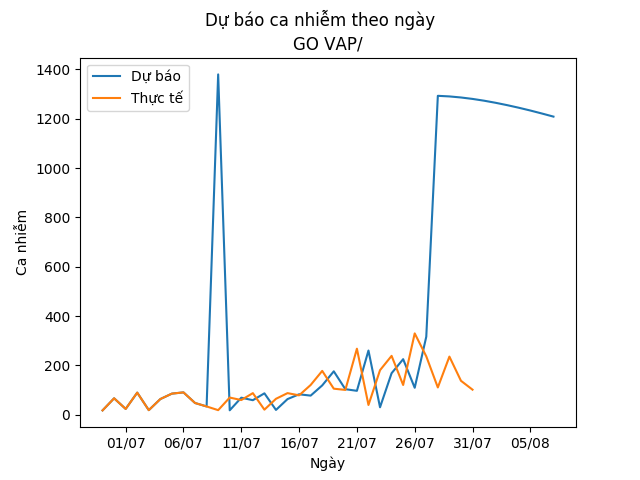 Dự báo ca nhiễm theo ngày
GO VAP/
Dự báo
Thực tế
1400
1200
1000
800
600
400
200
0
Ca nhiễm
01/07 06/07 11/07 16/07 21/07 26/07 31/07 05/08
Ngày